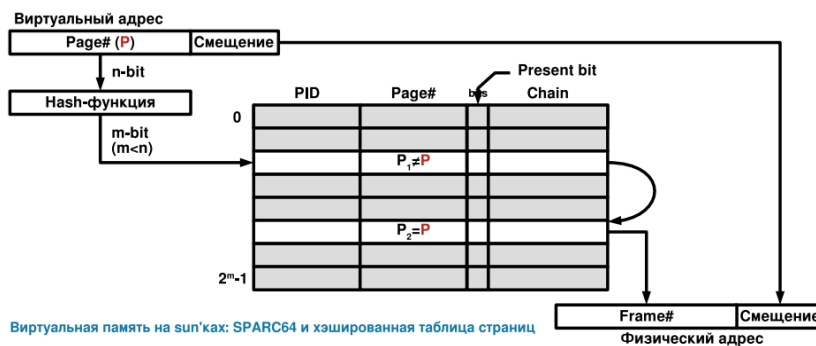 Виртуальный адрес
Page# (P) Смещение
n-bit
Hash-функция
m-bit
(m<n)
Present bit
PID Page# Chain
0
P₁≠P
P₂=P
2ᵐ-1
Frame# Смещение
Физический адрес
Виртуальная память на sun'ках: SPARC64 и хэшированная таблица страниц